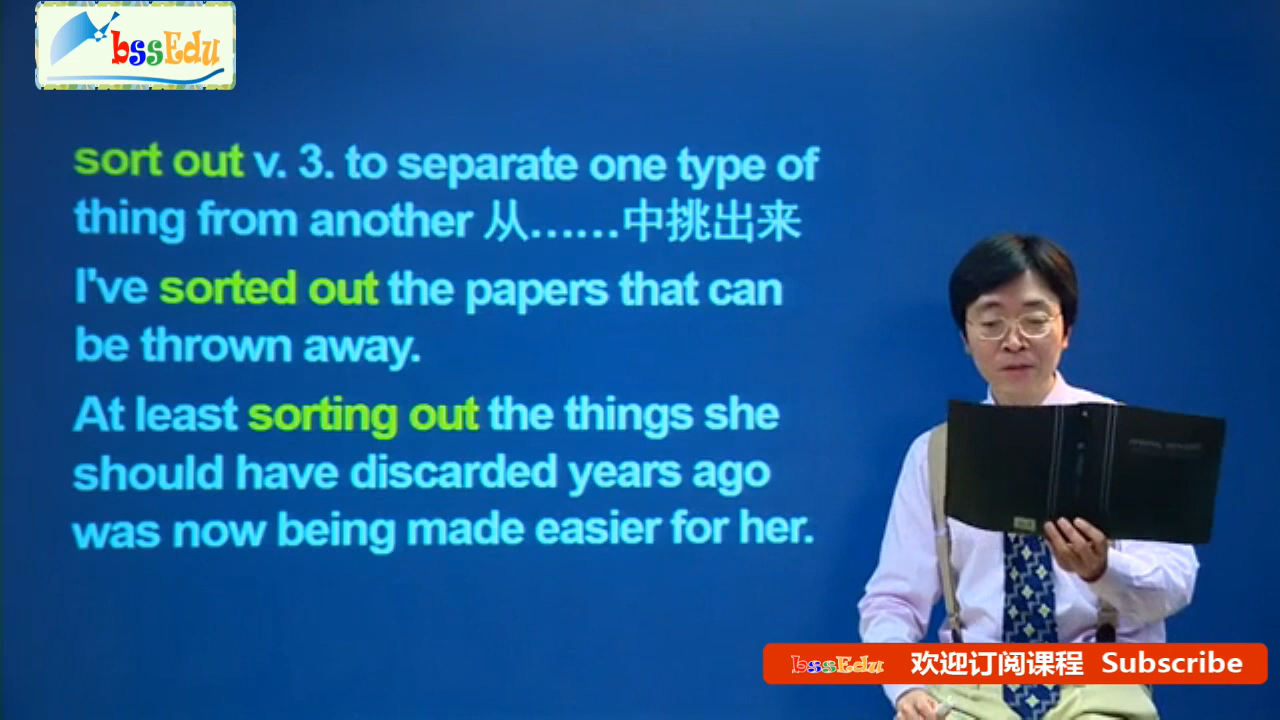 bssEdu
sort out v. 3. to separate one type of
thing from another 从……中挑出来
I've sorted out the papers that can
be thrown away.
At least sorting out the things she
should have discarded years ago
was now being made easier for her.
bssEdu 欢迎订阅课程 Subscribe